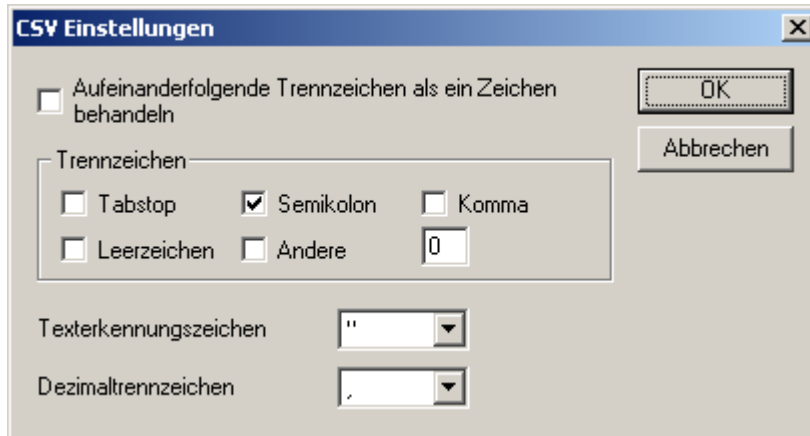 CSV Einstellungen
Aufeinanderfolgende Trennzeichen als ein Zeichen
behandeln
OK
Abbrechen
Trennzeichen
Tabstop Semikolon Komma
Leerzeichen Andere 0
Texterkennungszeichen "
Dezimaltrennzeichen ,